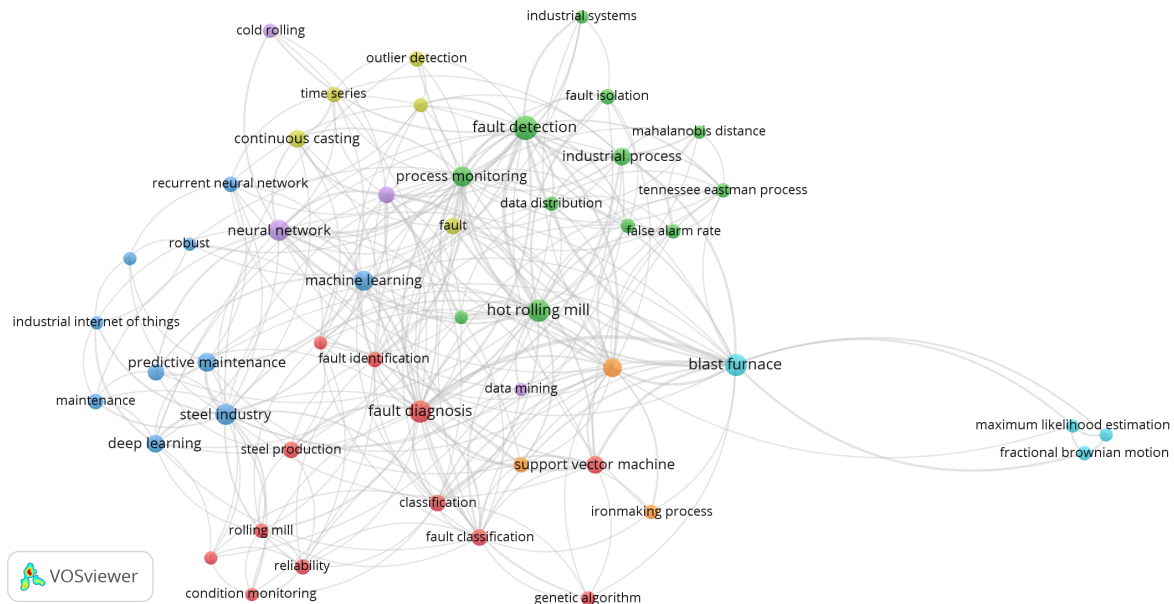 industrial systems
cold rolling
outlier detection
time series
fault isolation
fault detection
mahalanobis distance
continuous casting
industrial process
process monitoring
recurrent neural network
tennessee eastman process
data distribution
fault
neural network
false alarm rate
robust
machine learning
hot rolling mill
industrial internet of things
fault identification
predictive maintenance
blast furnace
data mining
maintenance
fault diagnosis
steel industry
maximum likelihood estimation
deep learning
steel production
fractional brownian motion
support vector machine
classification
ironmaking process
rolling mill
fault classification
reliability
VOSviewer
condition monitoring
genetic algorithm